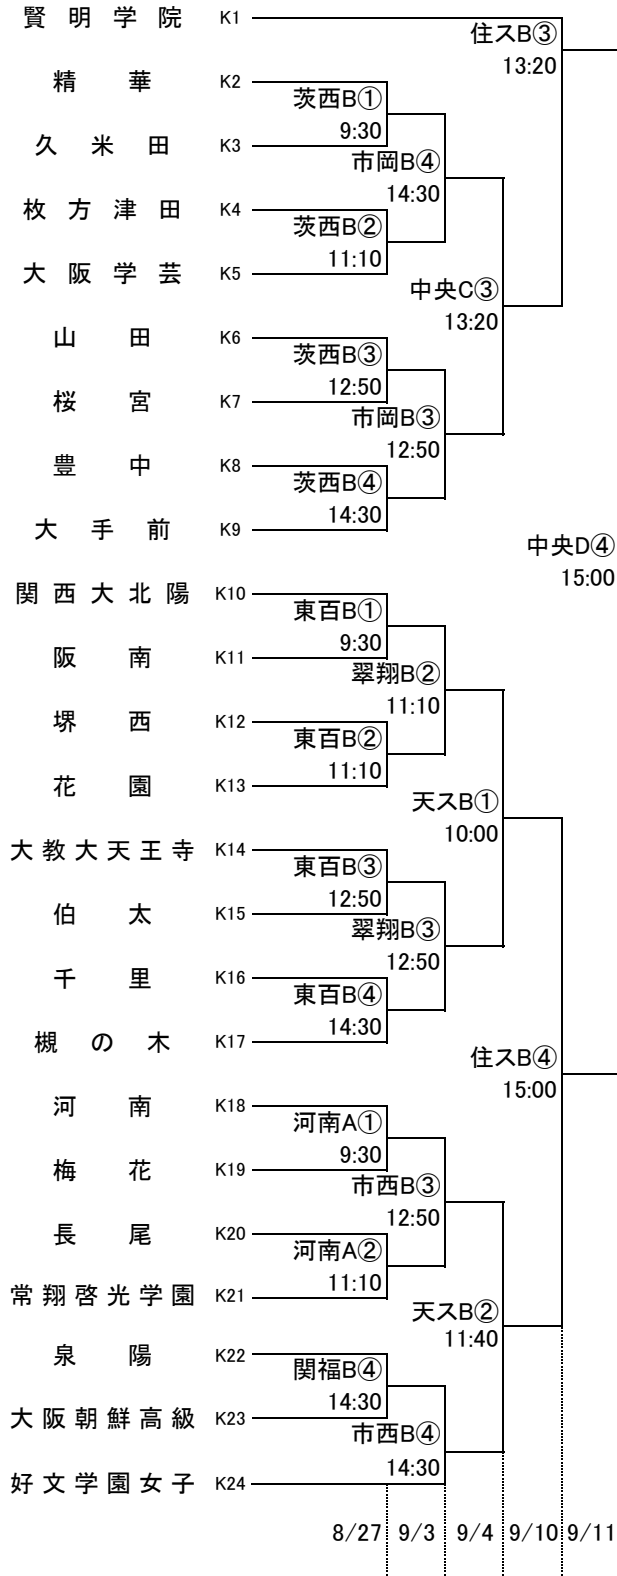 賢明学院 K1
住スB③
13:20
精華 K2
茨西B①
9:30
久米田 K3
市岡B④
14:30
枚方津田 K4
茨西B②
11:10
大阪学芸 K5
中央C③
13:20
山田 K6
茨西B③
12:50
桜宮 K7
市岡B③
12:50
豊中 K8
茨西B④
14:30
大手前 K9
中央D④
15:00
関西大北陽 K10
東百B①
9:30
阪南 K11
翠翔B②
11:10
堺西 K12
東百B②
11:10
花園 K13
天スB①
10:00
大教大天王寺 K14
東百B③
12:50
伯太 K15
翠翔B③
12:50
千里 K16
東百B④
14:30
槻の木 K17
住スB④
15:00
河南 K18
河南A①
9:30
梅花 K19
市西B③
12:50
長尾 K20
河南A②
11:10
常翔啓光学園 K21
天スB②
11:40
泉陽 K22
関福B④
14:30
大阪朝鮮高級 K23
市西B④
14:30
好文学園女子 K24
8/27 9/3 9/4 9/10 9/11